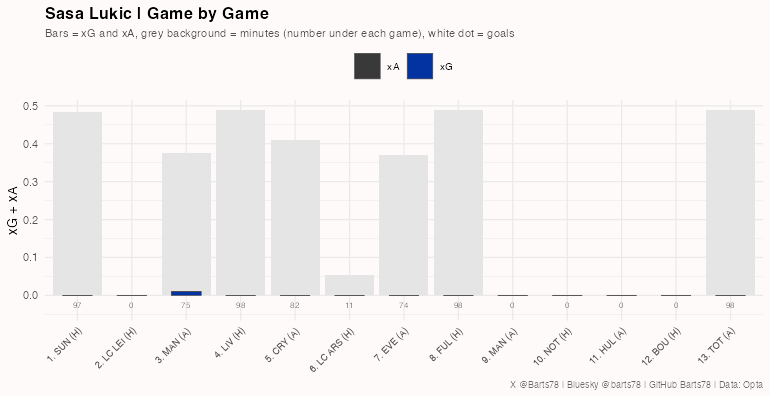 Sasa Lukic | Game by Game
Bars = xG and xA, grey background = minutes (number under each game), white dot = goals
xA xG
xG + xA
0.5
0.4
0.3
0.2
0.1
0.0
97 0 75 98 82 11 74 98 0 0 0 0 98
1. SUN (H)
2. LC LEI (H)
3. MAN (A)
4. LIV (H)
5. CRY (A)
6. LC ARS (H)
7. EVE (A)
8. FUL (H)
9. MAN (A)
10. NOT (H)
11. HUL (A)
12. BOU (H)
13. TOT (A)
X @Barts78 | Bluesky @barts78 | GitHub Barts78 | Data: Opta